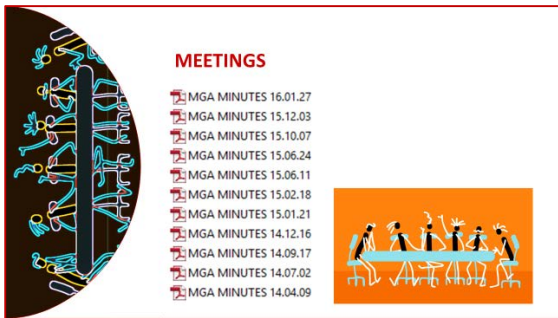 MEETINGS
MGA MINUTES 16.01.27
MGA MINUTES 15.12.03
MGA MINUTES 15.10.07
MGA MINUTES 15.06.24
MGA MINUTES 15.06.11
MGA MINUTES 15.02.18
MGA MINUTES 15.01.21
MGA MINUTES 14.12.16
MGA MINUTES 14.09.17
MGA MINUTES 14.07.02
MGA MINUTES 14.04.09